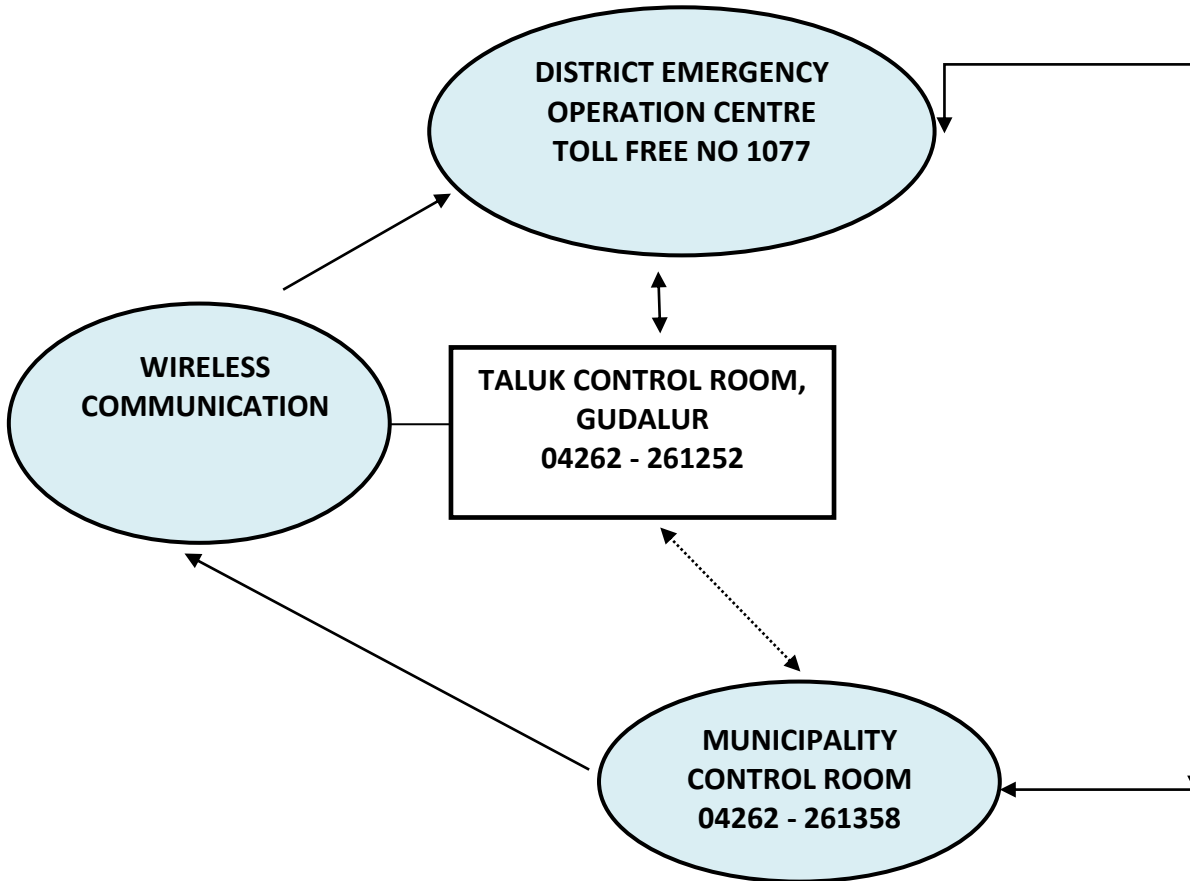 DISTRICT EMERGENCY
OPERATION CENTRE
TOLL FREE NO 1077
WIRELESS
COMMUNICATION
TALUK CONTROL ROOM,
GUDALUR
04262 - 261252
MUNICIPALITY
CONTROL ROOM
04262 - 261358